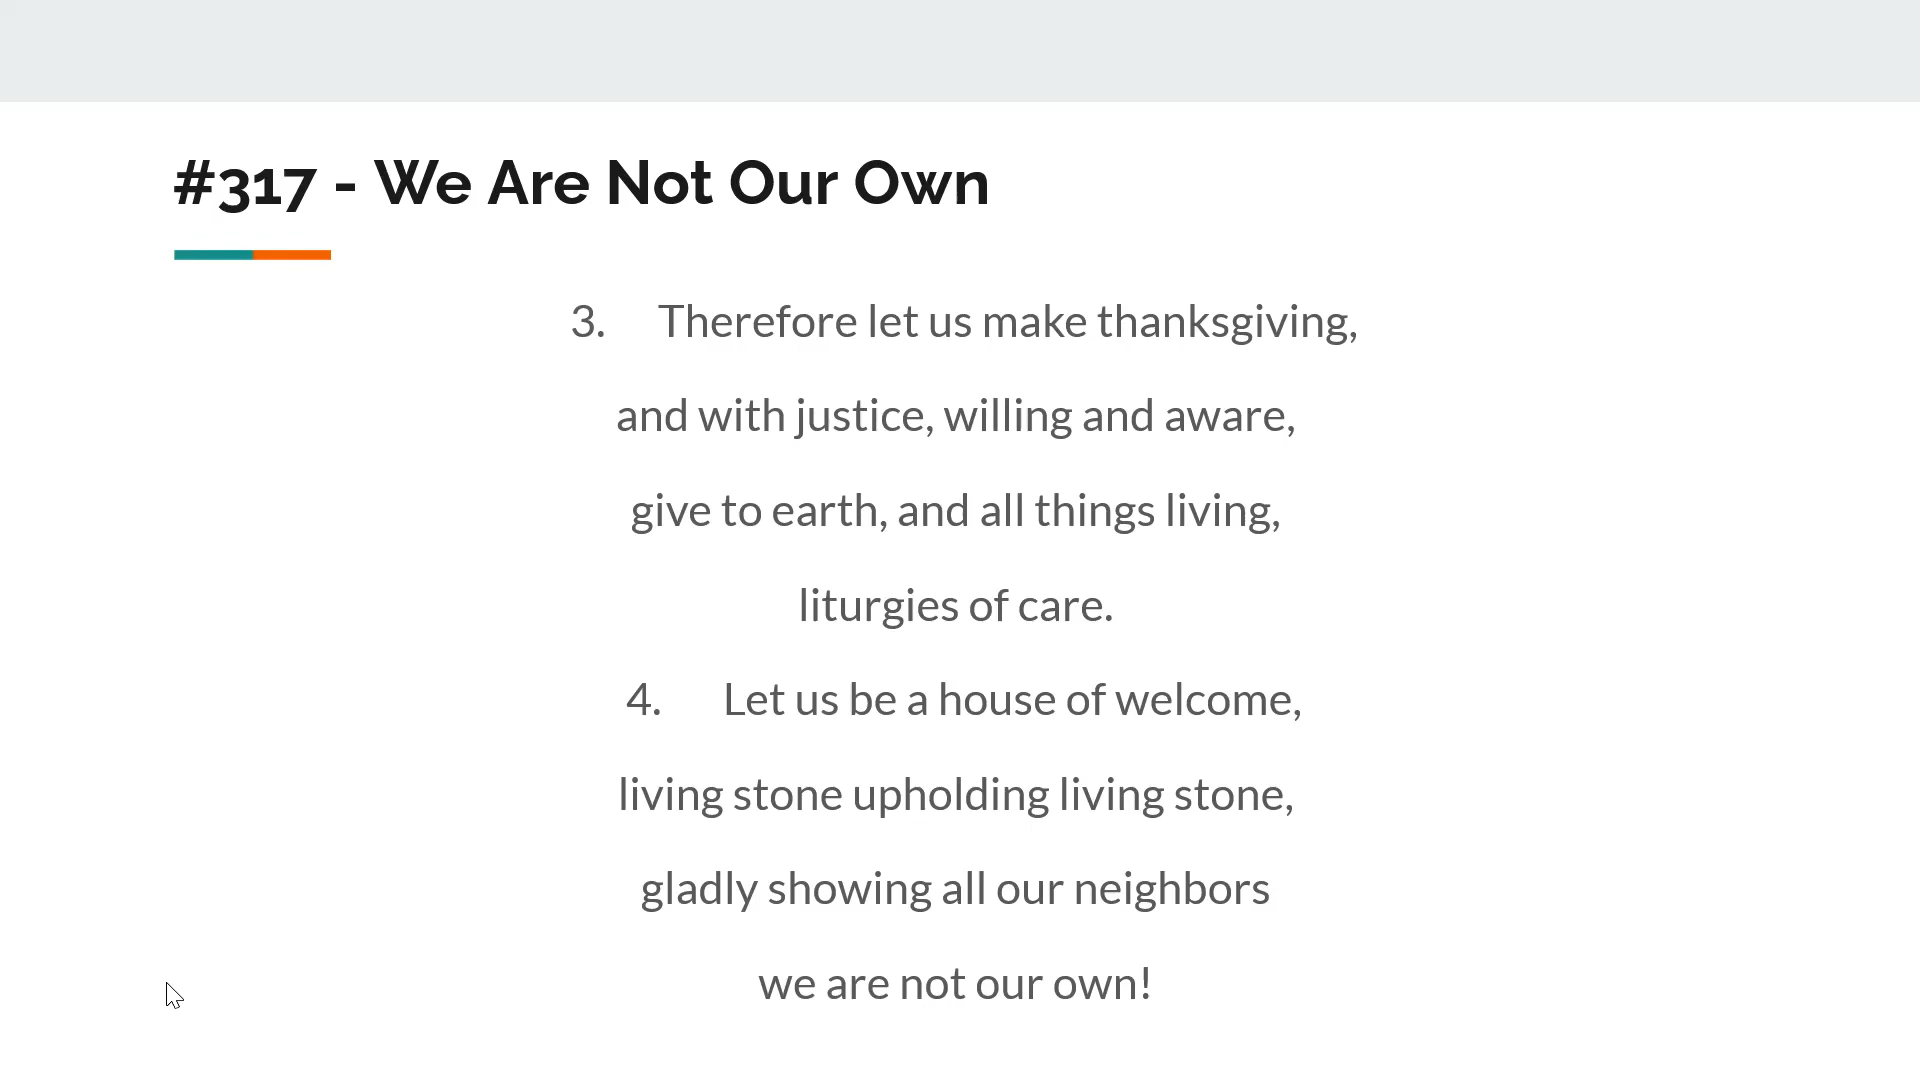 #317 - We Are Not Our Own
3. Therefore let us make thanksgiving,
and with justice, willing and aware,
give to earth, and all things living,
liturgies of care.
4. Let us be a house of welcome,
living stone upholding living stone,
gladly showing all our neighbors
we are not our own!